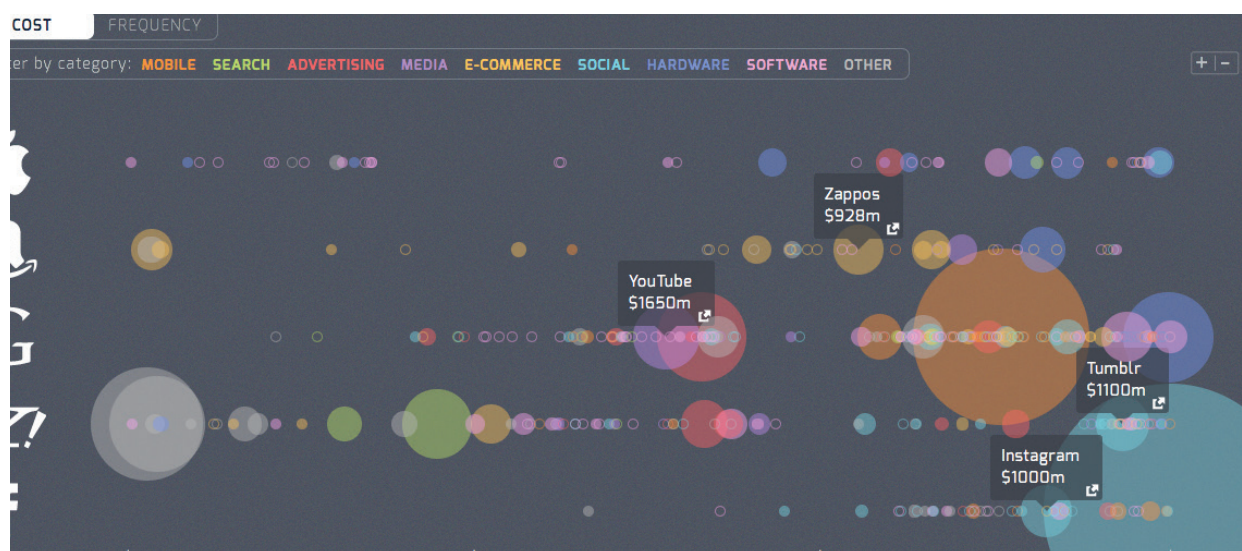 COST FREQUENCY
ter by category: MOBILE SEARCH ADVERTISING MEDIA E-COMMERCE SOCIAL HARDWARE SOFTWARE OTHER
+ | -
Zappos
$928m
YouTube
$1650m
Tumblr
$1100m
Instagram
$1000m